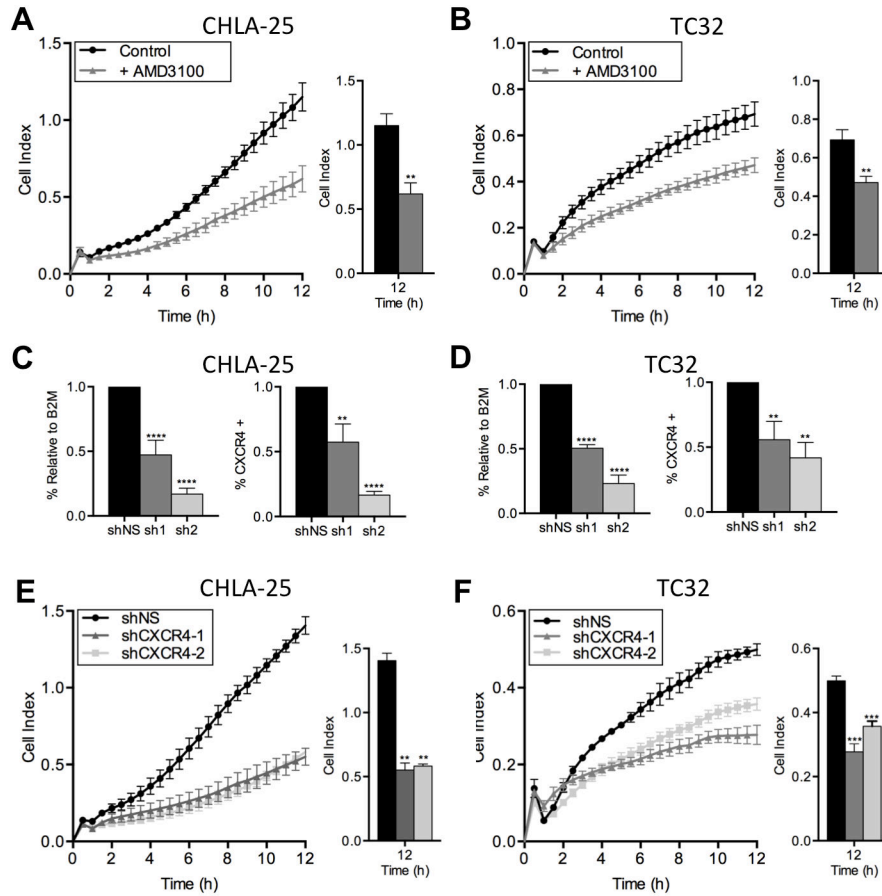 A
CHLA-25
Control
+ AMD3100
Cell Index
1.5
1.0
0.5
0.0
0 2 4 6 8 10 12
Time (h)
Cell Index
1.5
1.0
0.5
0.0
**
12
Time (h)
B
TC32
Control
+ AMD3100
Cell Index
1.0
0.8
0.6
0.4
0.2
0.0
0 2 4 6 8 10 12
Time (h)
Cell Index
1.0
0.8
0.6
0.4
0.2
0.0
**
12
Time (h)
C
CHLA-25
% Relative to B2M
1.0
0.5
0.0
****
****
shNS sh1 sh2
% CXCR4 +
1.0
0.5
0.0
**
****
shNS sh1 sh2
D
TC32
% Relative to B2M
1.0
0.5
0.0
****
****
shNS sh1 sh2
% CXCR4 +
1.0
0.5
0.0
**
**
shNS sh1 sh2
E
CHLA-25
shNS
shCXCR4-1
shCXCR4-2
Cell Index
1.5
1.0
0.5
0.0
0 2 4 6 8 10 12
Time (h)
Cell Index
1.5
1.0
0.5
0.0
** **
12
Time (h)
F
TC32
shNS
shCXCR4-1
shCXCR4-2
Cell Index
0.6
0.4
0.2
0.0
0 2 4 6 8 10 12
Time (h)
Cell Index
0.6
0.4
0.2
0.0
***
***
12
Time (h)